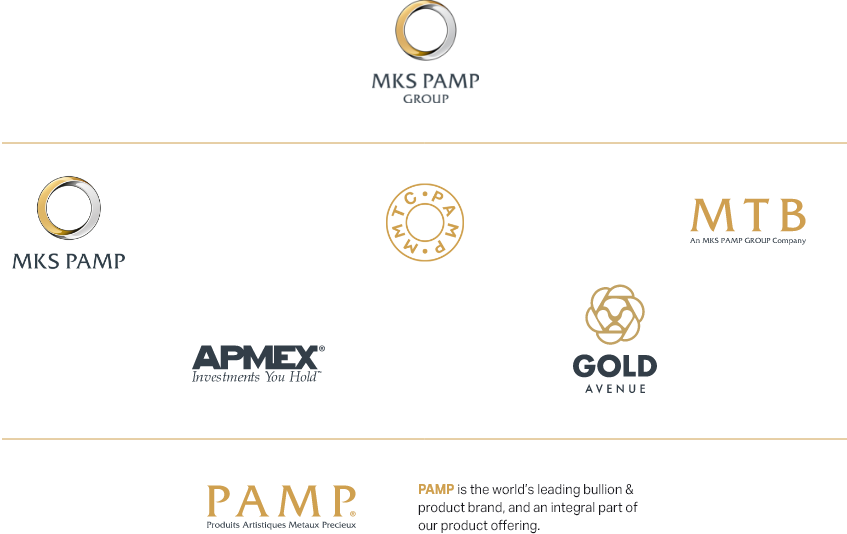 MKS PAMP
GROUP
MKS PAMP
MMTC•PAMP•
MTB
An MKS PAMP GROUP Company
APMEX®
Investments You Hold™
GOLD
AVENUE
PAMP®
Produits Artistiques Metaux Precieux
PAMP is the world's leading bullion &
product brand, and an integral part of
our product offering.